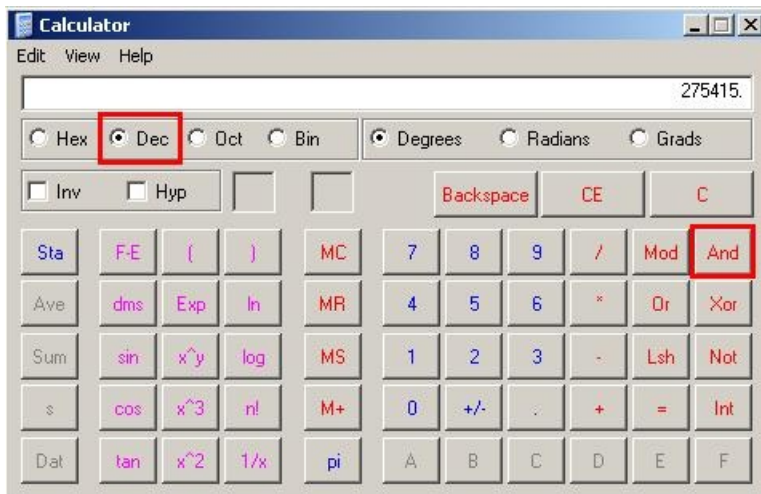 Calculator
Edit View Help
275415.
Hex Dec Oct Bin Degrees Radians Grads
Inv Hyp Backspace CE C
Sta F-E ( ) MC 7 8 9 / Mod And
Ave dms Exp ln MR 4 5 6 * Or Xor
Sum sin x^y log MS 1 2 3 - Lsh Not
s cos x^3 n! M+ 0 +/- . + = Int
Dat tan x^2 1/x pi A B C D E F